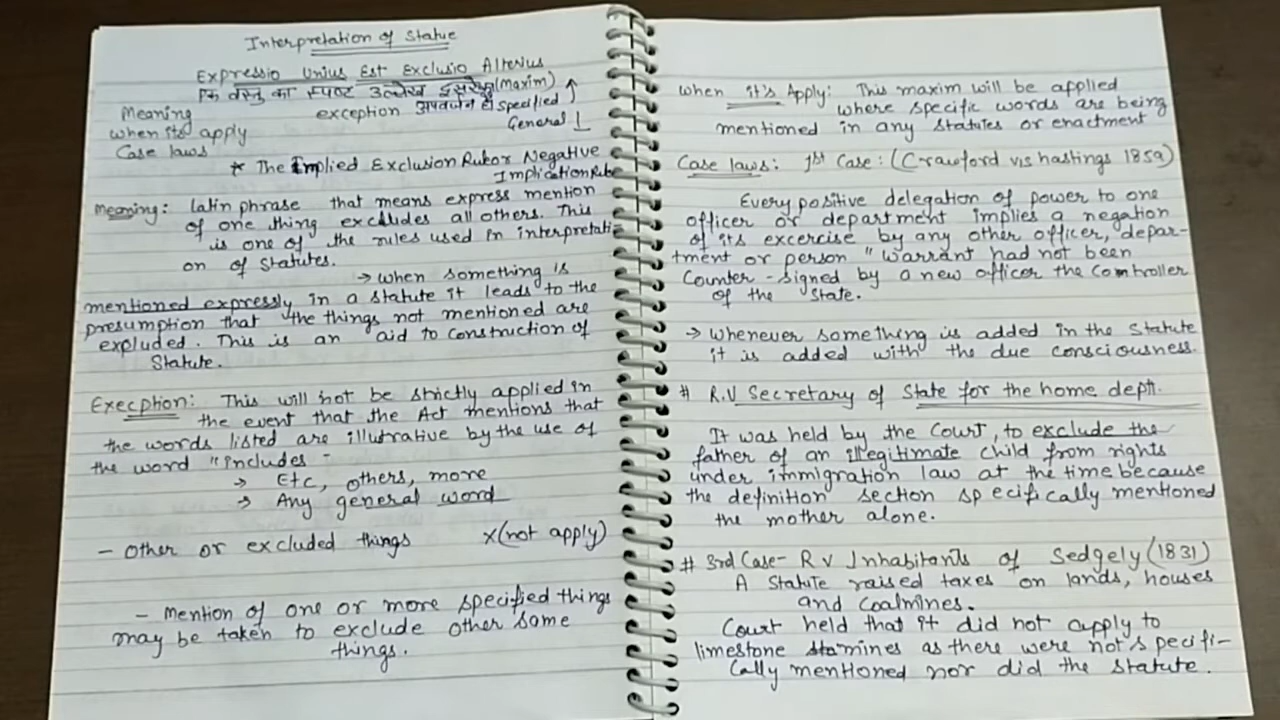 Interpretation of Statue
Expressio Unius Est Exclusio Alterius
कि वस्तु का स्पष्ट उल्लेख दूसरे का (Maxim) ↑
Meaning exception अपवर्जन है Specified
when its apply General ↓
Case laws
* The Implied Exclusion Rule or Negative
Implication Rule
Meaning: latin phrase that means express mention
of one thing excludes all others. This
is one of the rules used in interpretati
on of Statutes.
→ when something is
mentioned expressly in a statute it leads to the
presumption that the things not mentioned are
expluded. This is an aid to construction of
Statute.
Execption: This will not be strictly applied in
the event that the Act mentions that
the words listed are illutrative by the use of
the word "includes -
→ Etc, others, more
→ Any general word
- Other or excluded things x(not apply)
- Mention of one or more specified things
may be taken to exclude other same
things.
when it's Apply: This maxim will be applied
where specific words are being
mentioned in any Statutes or enactment
Case laws: 1st Case: (Crawford v/s hastings 1859)
Every positive delegation of power to one
officer or department implies a negation
of its excercise by any other officer, depar-
tment or person " Warrant had not been
Counter-signed by a new officer the Comtroller
of the State.
→ Whenever something is added in the Statute
it is added with the due consciousness.
# R.V Secretary of State for the home deptt.
It was held by the Court, to exclude the
father of an illegitimate child from rights
under immigration law at the time because
the definition section specifically mentioned
the mother alone.
# 3rd Case- R V Inhabitants of Sedgely (1831)
A Statute raised taxes on lands, houses
and Coalmines.
Court held that it did not apply to
limestone mines as there were not specifi-
cally mentioned nor did the statute.